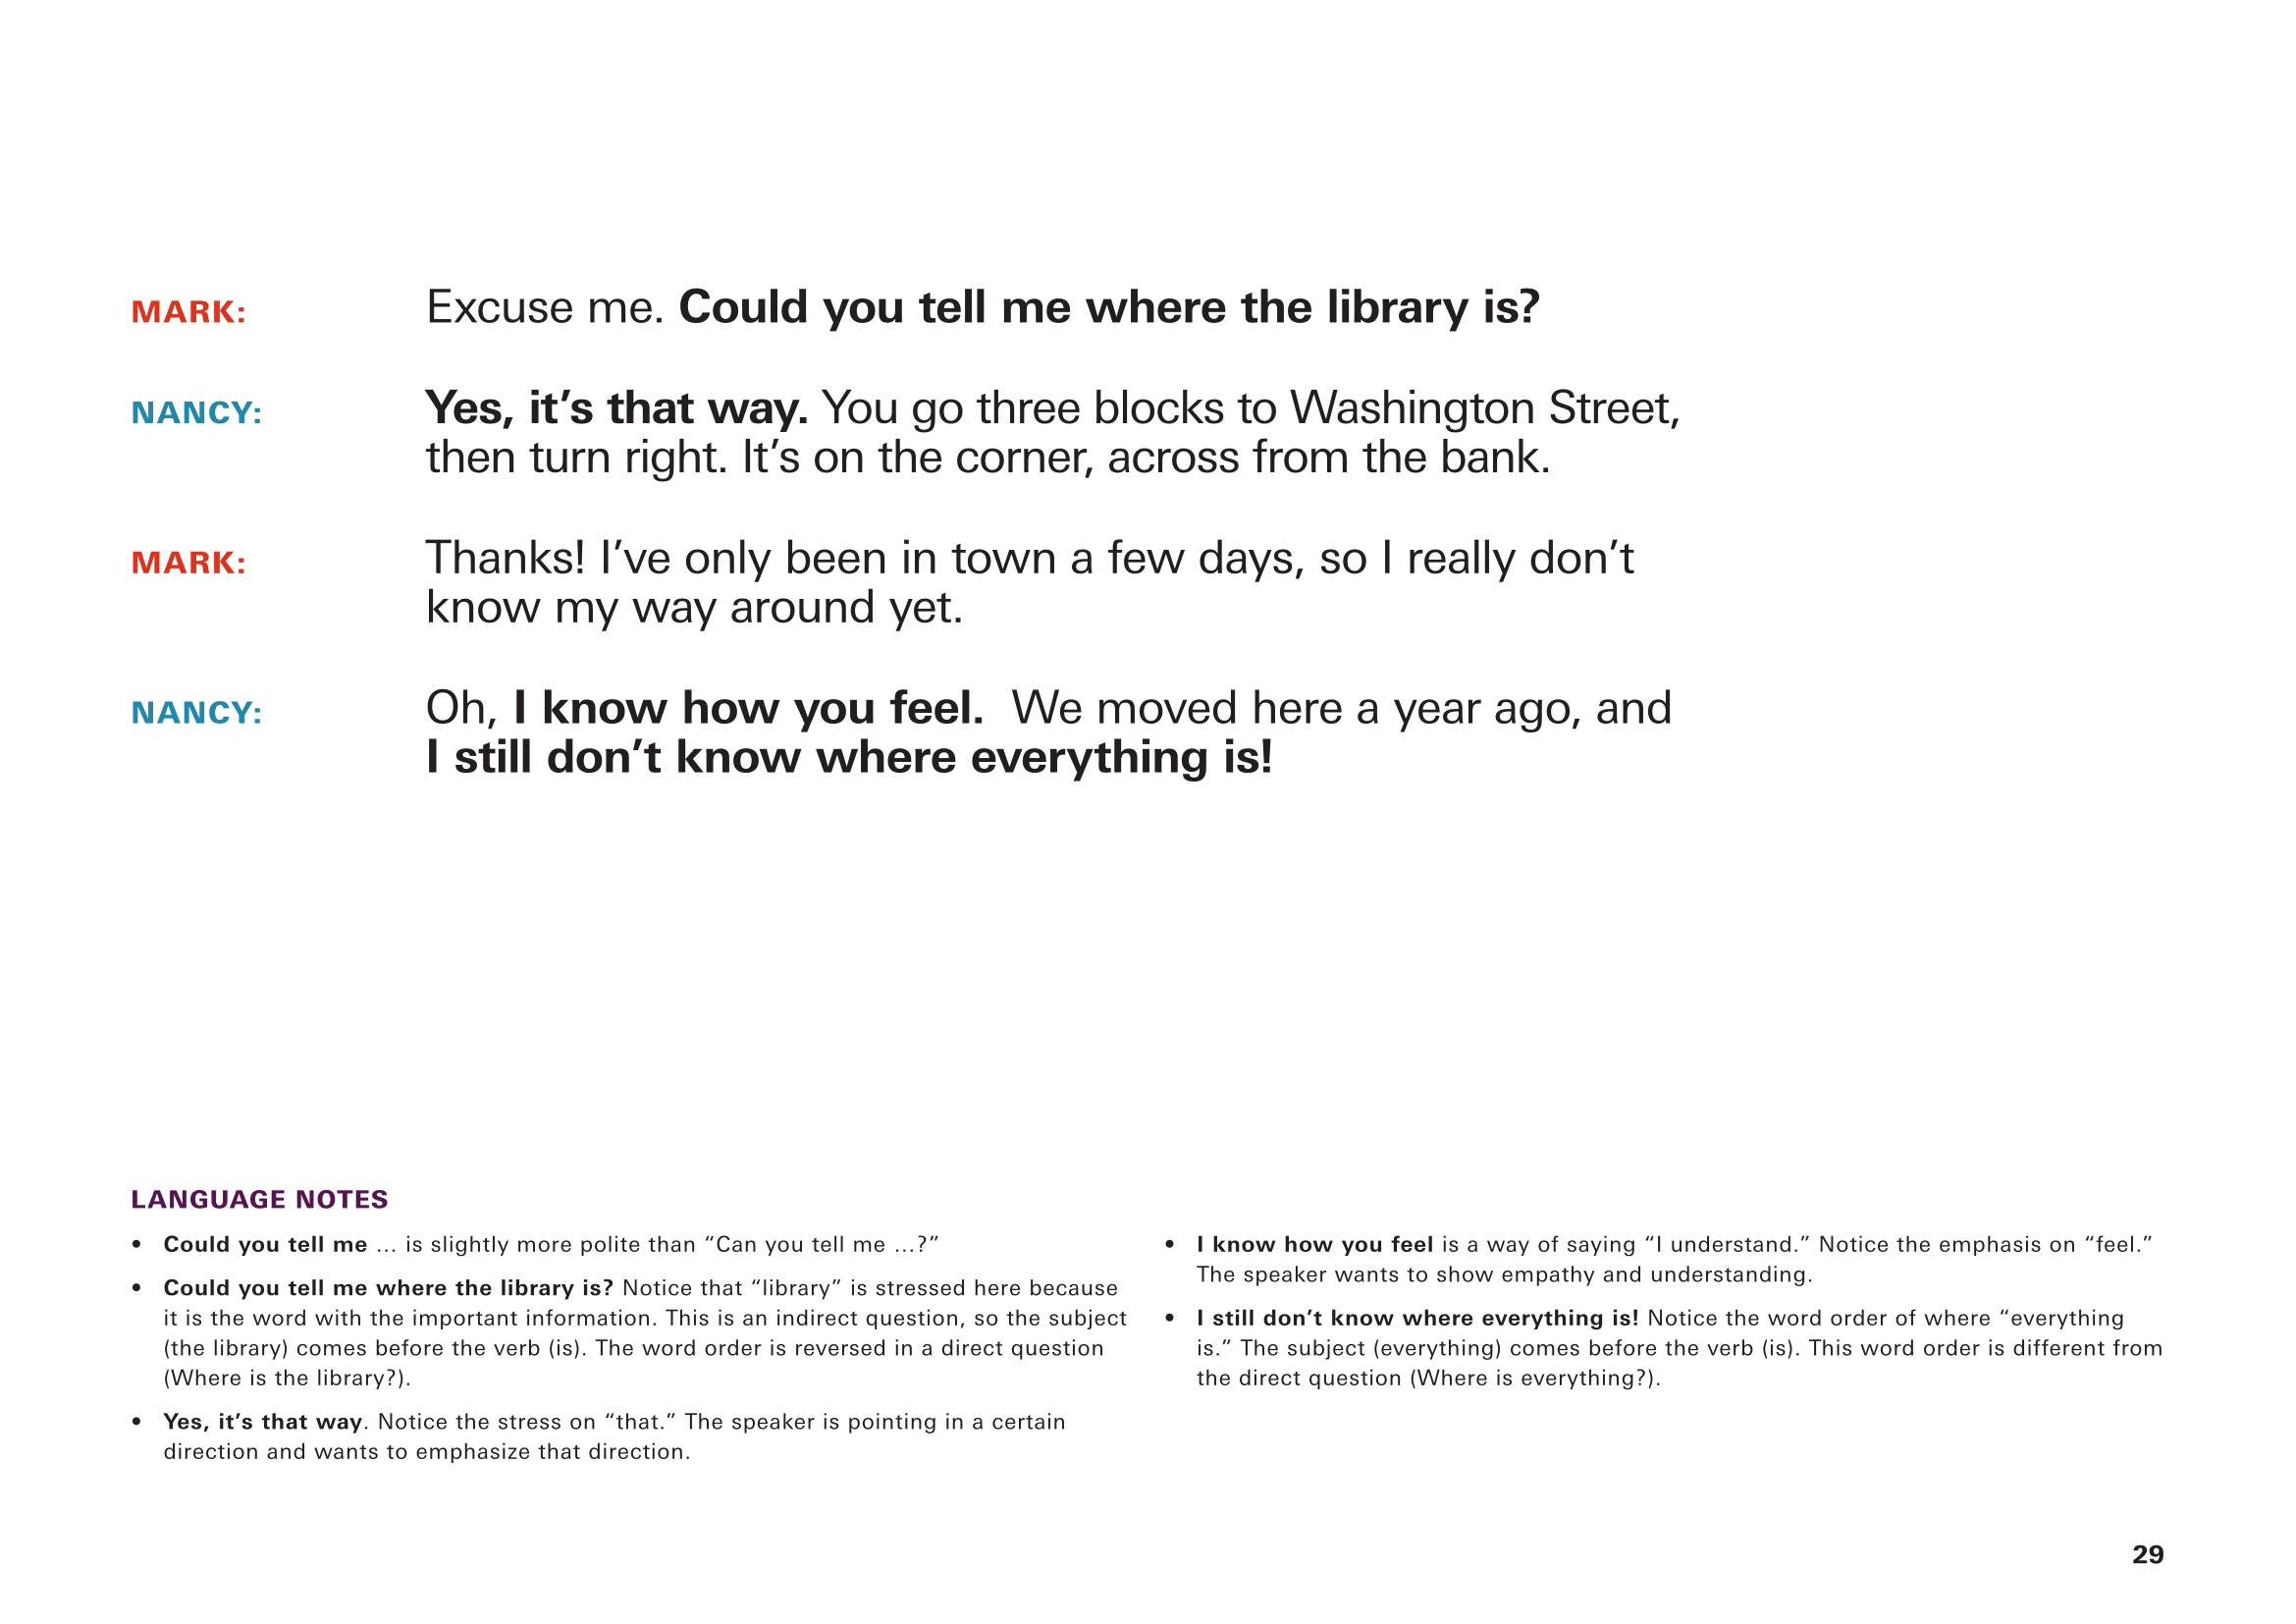 MARK: Excuse me. Could you tell me where the library is?
NANCY: Yes, it’s that way. You go three blocks to Washington Street,
then turn right. It’s on the corner, across from the bank.
MARK: Thanks! I’ve only been in town a few days, so I really don’t
know my way around yet.
NANCY: Oh, I know how you feel. We moved here a year ago, and
I still don’t know where everything is!
LANGUAGE NOTES
• Could you tell me … is slightly more polite than “Can you tell me …?”
• Could you tell me where the library is? Notice that “library” is stressed here because
it is the word with the important information. This is an indirect question, so the subject
(the library) comes before the verb (is). The word order is reversed in a direct question
(Where is the library?).
• Yes, it’s that way. Notice the stress on “that.” The speaker is pointing in a certain
direction and wants to emphasize that direction.
• I know how you feel is a way of saying “I understand.” Notice the emphasis on “feel.”
The speaker wants to show empathy and understanding.
• I still don’t know where everything is! Notice the word order of where “everything
is.” The subject (everything) comes before the verb (is). This word order is different from
the direct question (Where is everything?).
29